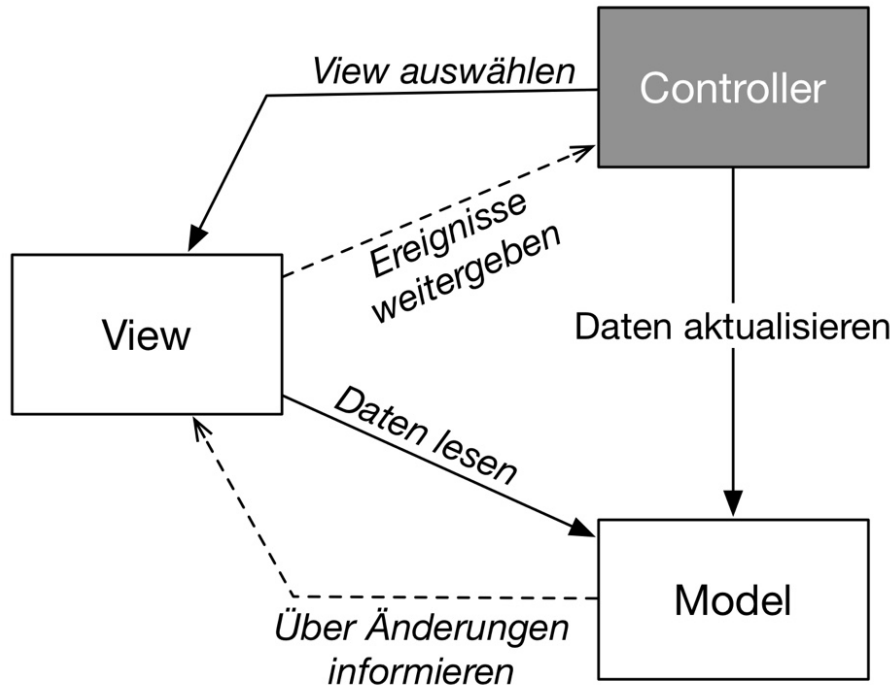 View auswählen
Controller
Ereignisse
weitergeben
View
Daten aktualisieren
Daten lesen
Model
Über Änderungen
informieren